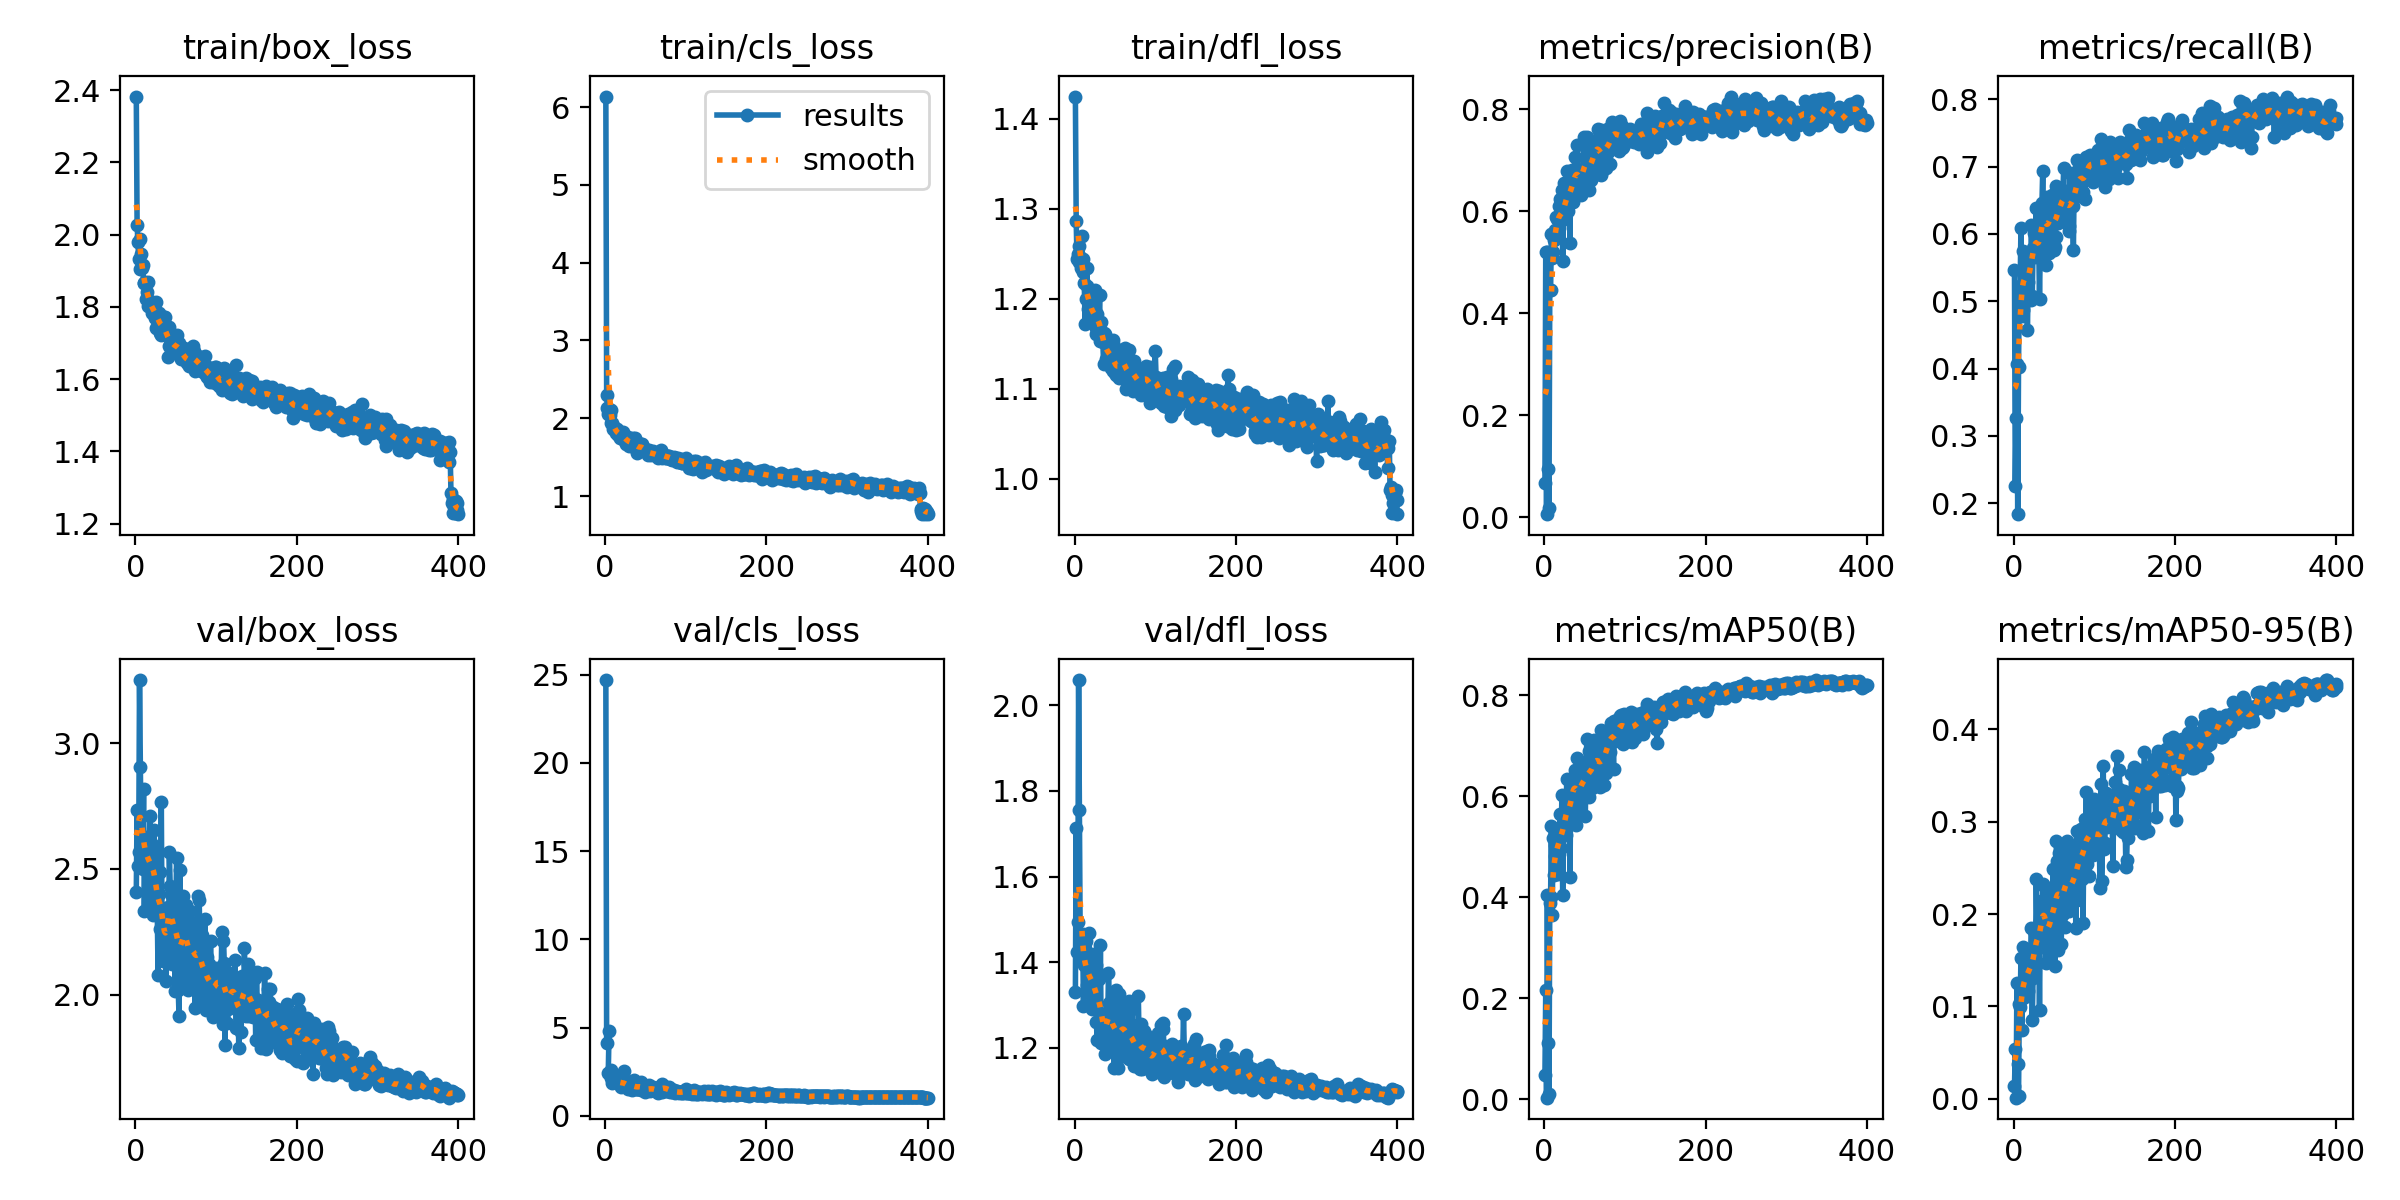 train/box_loss
2.4
2.2
2.0
1.8
1.6
1.4
1.2
0 200 400
train/cls_loss
results
smooth
6
5
4
3
2
1
0 200 400
train/dfl_loss
1.4
1.3
1.2
1.1
1.0
0 200 400
metrics/precision(B)
0.8
0.6
0.4
0.2
0.0
0 200 400
metrics/recall(B)
0.8
0.7
0.6
0.5
0.4
0.3
0.2
0 200 400
val/box_loss
3.0
2.5
2.0
0 200 400
val/cls_loss
25
20
15
10
5
0
0 200 400
val/dfl_loss
2.0
1.8
1.6
1.4
1.2
0 200 400
metrics/mAP50(B)
0.8
0.6
0.4
0.2
0.0
0 200 400
metrics/mAP50-95(B)
0.4
0.3
0.2
0.1
0.0
0 200 400